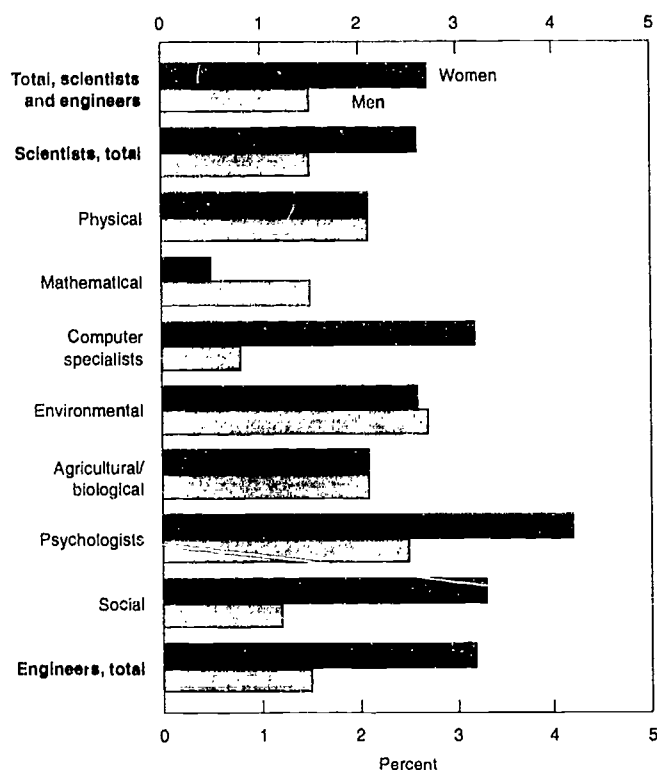 0 1 2 3 4 5
Total, scientists
and engineers
Women
Men
Scientists, total
Physical
Mathematical
Computer
specialists
Environmental
Agricultural/
biological
Psychologists
Social
Engineers, total
0 1 2 3 4 5
Percent